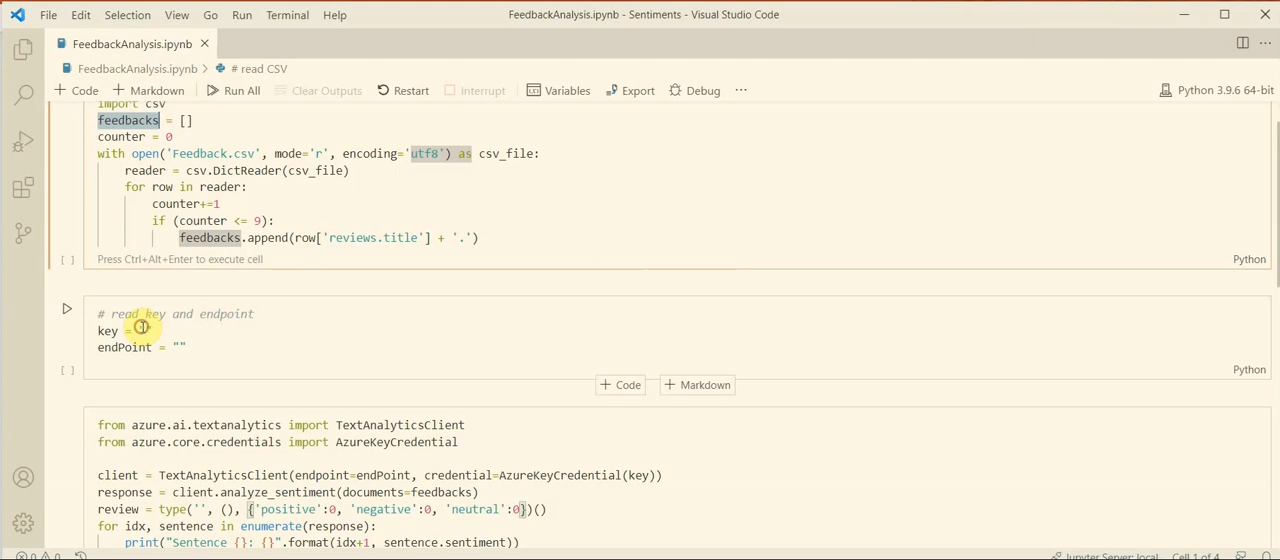 File Edit Selection View Go Run Terminal Help FeedbackAnalysis.ipynb - Sentiments - Visual Studio Code
FeedbackAnalysis.ipynb
FeedbackAnalysis.ipynb > # read CSV
+ Code + Markdown Run All Clear Outputs Restart Interrupt Variables Export Debug ... Python 3.9.6 64-bit
import csv
feedbacks = []
counter = 0
with open('Feedback.csv', mode='r', encoding='utf8') as csv_file:
reader = csv.DictReader(csv_file)
for row in reader:
counter+=1
if (counter <= 9):
feedbacks.append(row['reviews.title'] + '.')
[ ] Press Ctrl+Alt+Enter to execute cell Python
# read key and endpoint
key =
endPoint = ""
[ ] Python
+ Code + Markdown
from azure.ai.textanalytics import TextAnalyticsClient
from azure.core.credentials import AzureKeyCredential
client = TextAnalyticsClient(endpoint=endPoint, credential=AzureKeyCredential(key))
response = client.analyze_sentiment(documents=feedbacks)
review = type('', (), {'positive':0, 'negative':0, 'neutral':0})()
for idx, sentence in enumerate(response):
print("Sentence {}: {}".format(idx+1, sentence.sentiment))
0 0 Jupyter Server: local Cell 1 of 4